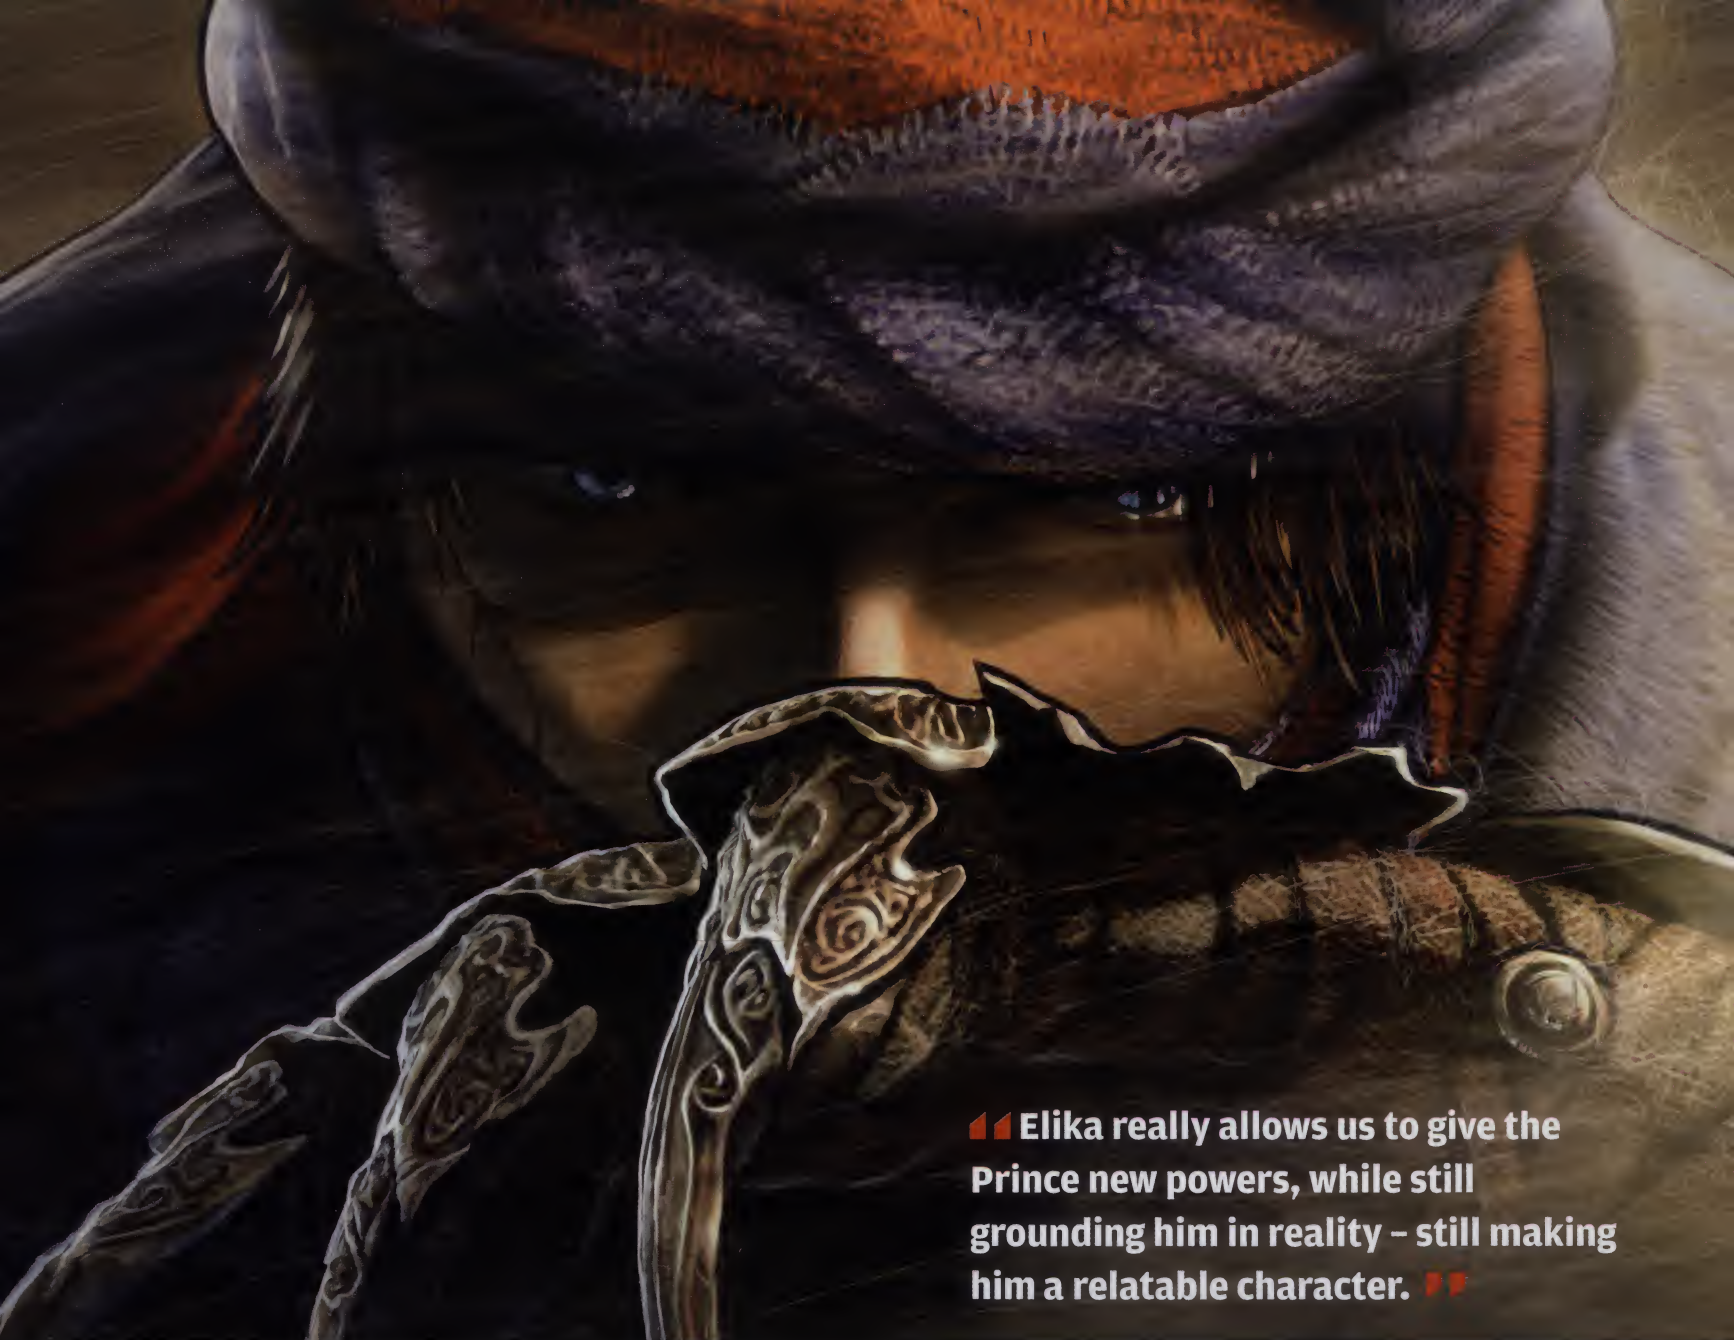 "Elika really allows us to give the
Prince new powers, while still
grounding him in reality – still making
him a relatable character."